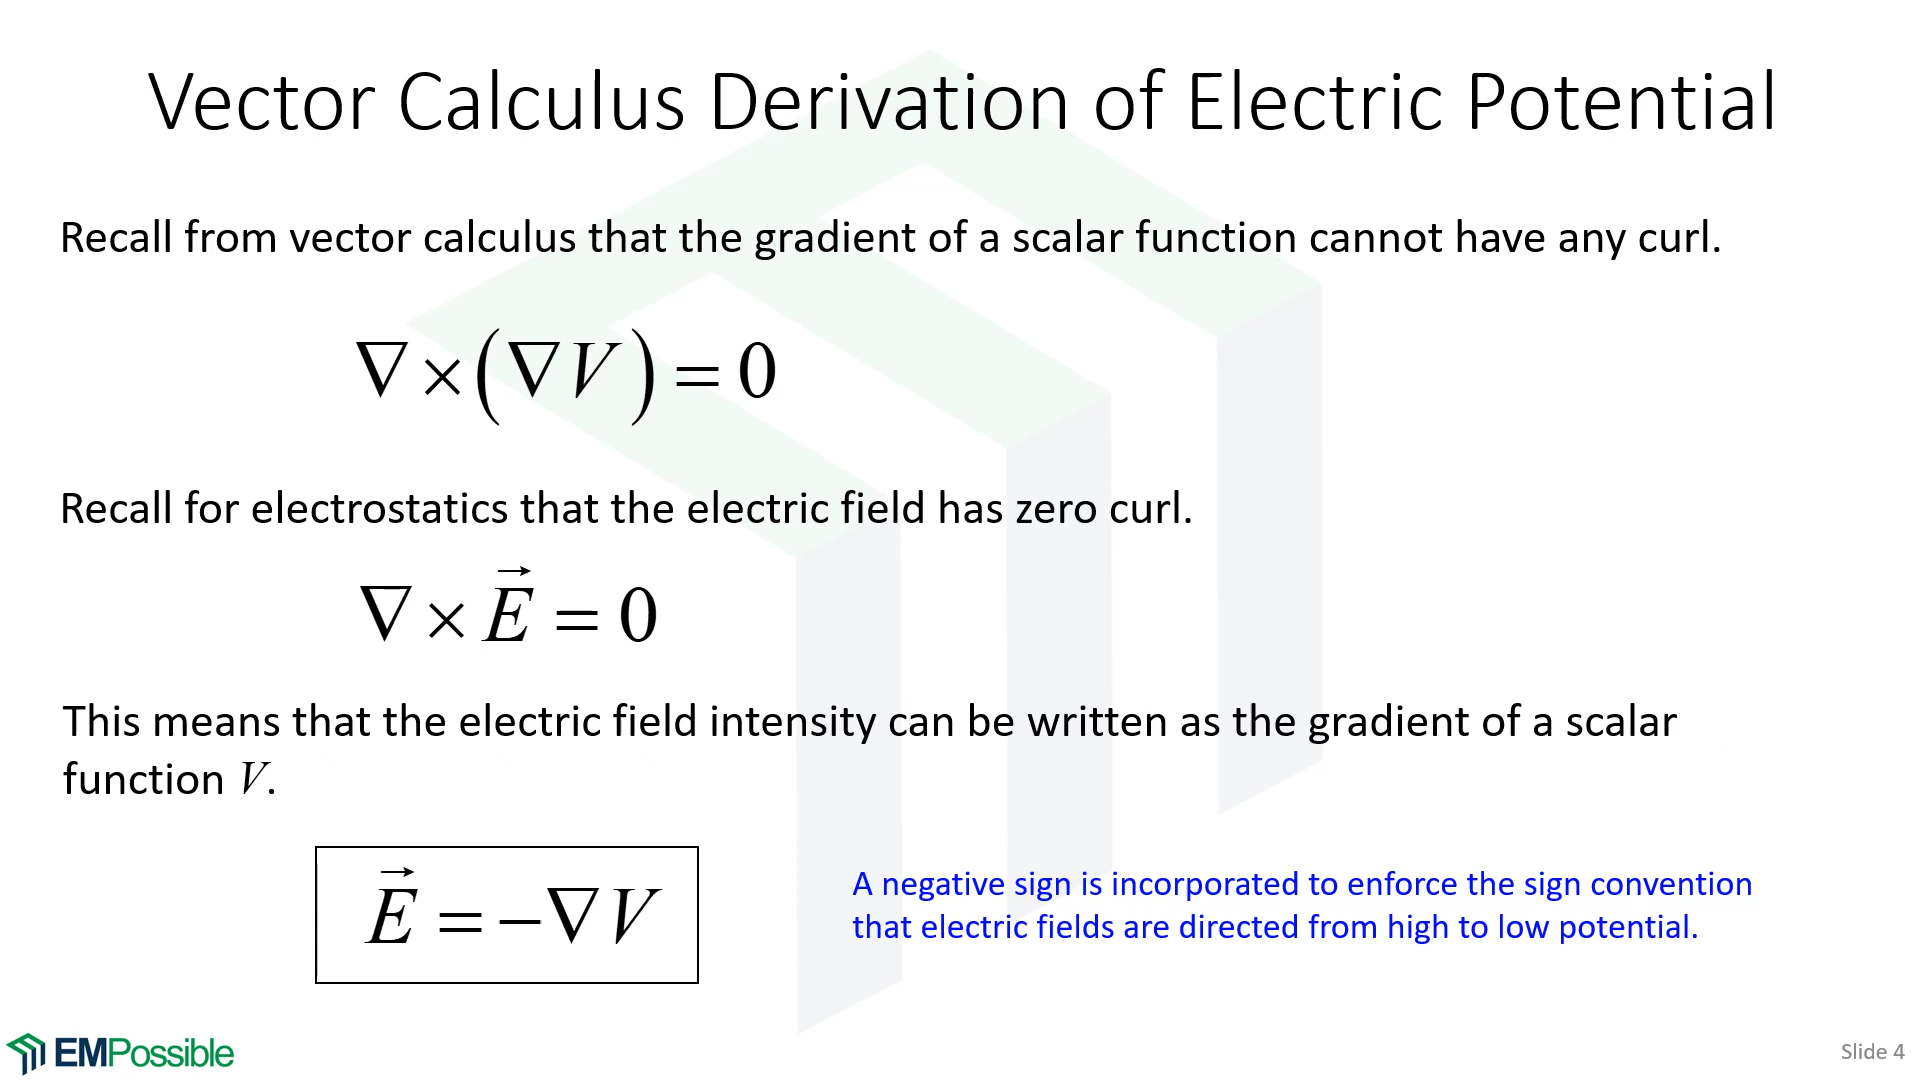 Vector Calculus Derivation of Electric Potential
Recall from vector calculus that the gradient of a scalar function cannot have any curl.
∇×(∇V) = 0
Recall for electrostatics that the electric field has zero curl.
∇×E⃗ = 0
This means that the electric field intensity can be written as the gradient of a scalar
function V.
E⃗ = −∇V
A negative sign is incorporated to enforce the sign convention
that electric fields are directed from high to low potential.
EMPossible
Slide 4